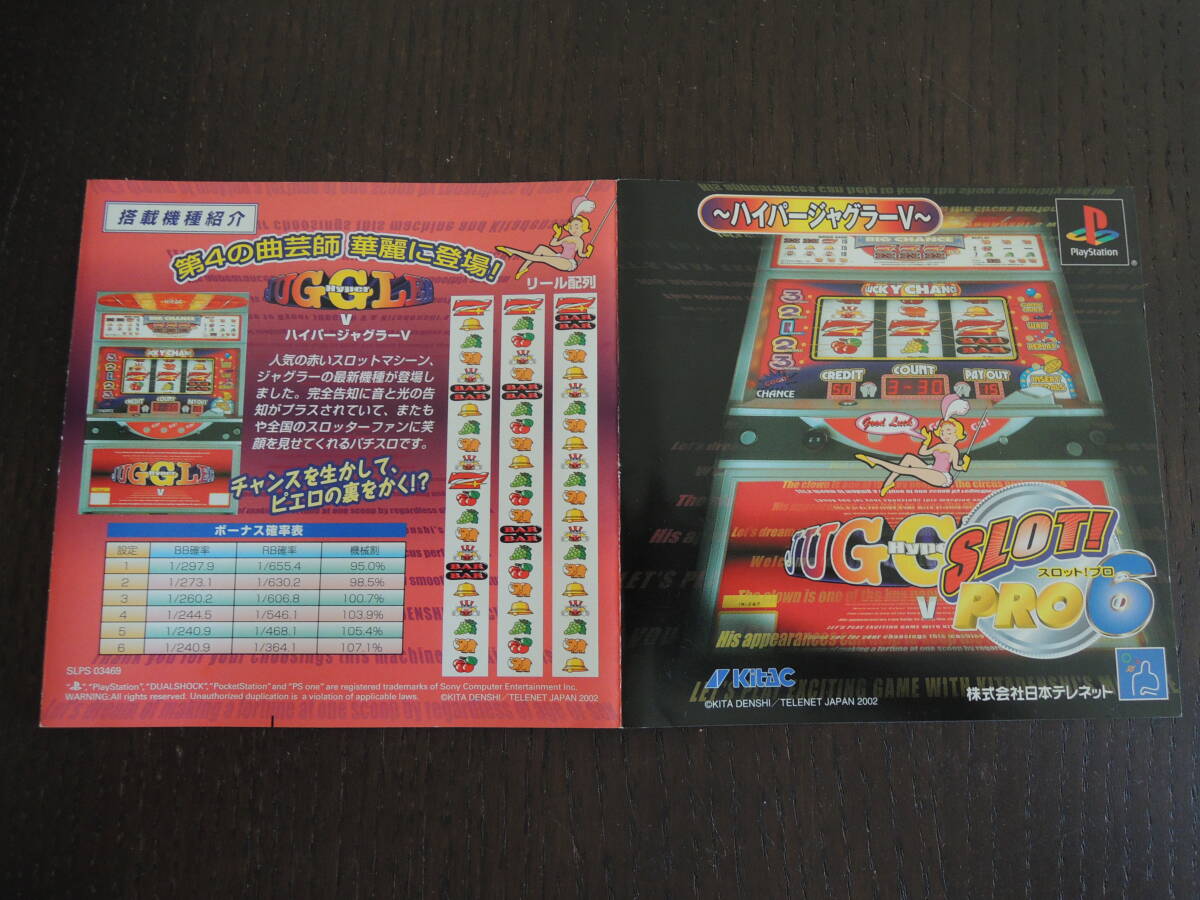 搭載機種紹介
第4の曲芸師 華麗に登場!
Hyper
JUGGLER
V
ハイパージャグラーV
人気の赤いスロットマシーン、
ジャグラーの最新機種が登場し
ました。完全告知に音と光の告
知がプラスされていて、またも
や全国のスロッターファンに笑
顔を見せてくれるパチスロです。
チャンスを生かして、
ピエロの裏をかく!?
リール配列
ボーナス確率表
設定 BB確率 RB確率 機械割
1 1/297.9 1/655.4 95.0%
2 1/273.1 1/630.2 98.5%
3 1/260.2 1/606.8 100.7%
4 1/244.5 1/546.1 103.9%
5 1/240.9 1/468.1 105.4%
6 1/240.9 1/364.1 107.1%
SLPS 03469
"PlayStation", "DUALSHOCK", "PocketStation" and "PS one" are registered trademarks of Sony Computer Entertainment Inc.
WARNING:All rights reserved. Unauthorized duplication is a violation of applicable laws.
©KITA DENSHI/TELENET JAPAN 2002
~ハイパージャグラーV~
PlayStation
BIG CHANCE
LUCKY CHANC
CREDIT
COUNT
PAY OUT
50
3-30
15
CHANCE
INSERT
Good Luck
JUGG
Hype
V
SLOT!
スロット!プロ
PRO 6
His appearances
KITAC
©KITA DENSHI/TELENET JAPAN 2002
株式会社日本テレネット